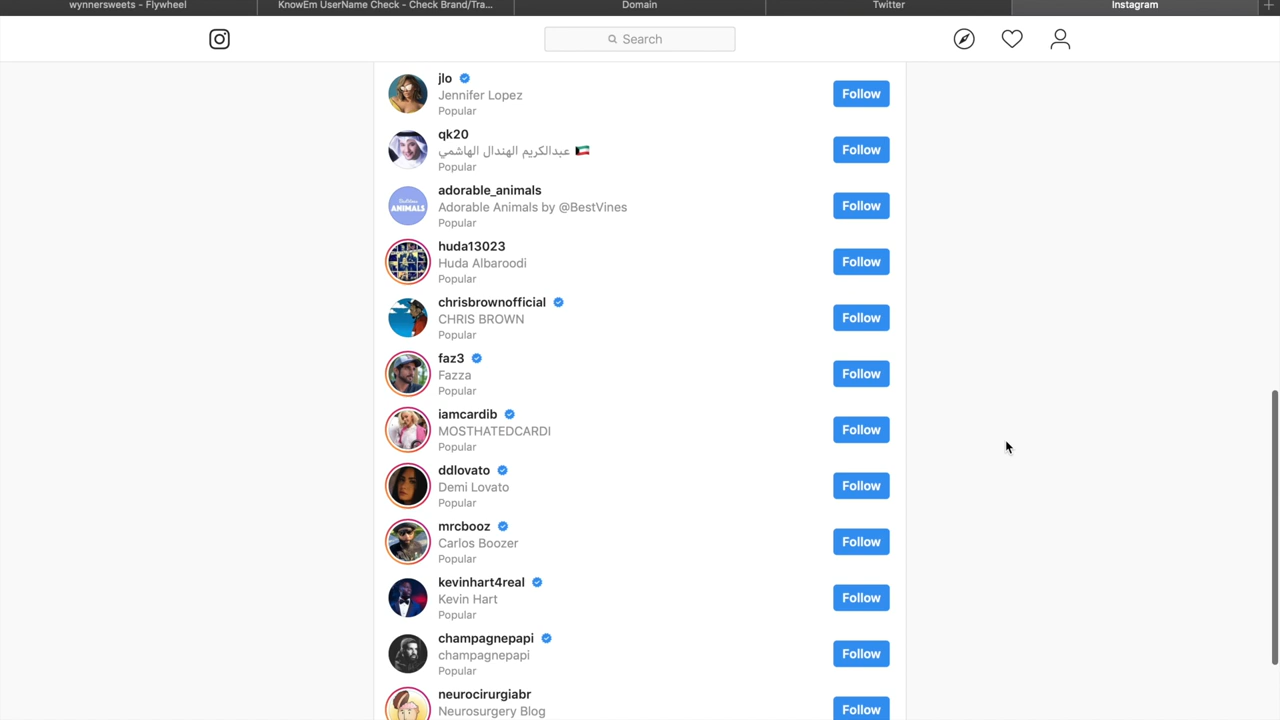 wynnersweets - Flywheel
KnowEm UserName Check - Check Brand/Tra...
Domain
Twitter
Instagram
Search
jlo
Jennifer Lopez
Popular
Follow
qk20
عبدالكريم الهندال الهاشمي 🇰🇼
Popular
Follow
ANIMALS
adorable_animals
Adorable Animals by @BestVines
Popular
Follow
huda13023
Huda Albaroodi
Popular
Follow
chrisbrownofficial
CHRIS BROWN
Popular
Follow
faz3
Fazza
Popular
Follow
iamcardib
MOSTHATEDCARDI
Popular
Follow
ddlovato
Demi Lovato
Popular
Follow
mrcbooz
Carlos Boozer
Popular
Follow
kevinhart4real
Kevin Hart
Popular
Follow
champagnepapi
champagnepapi
Popular
Follow
neurocirurgiabr
Neurosurgery Blog
Follow